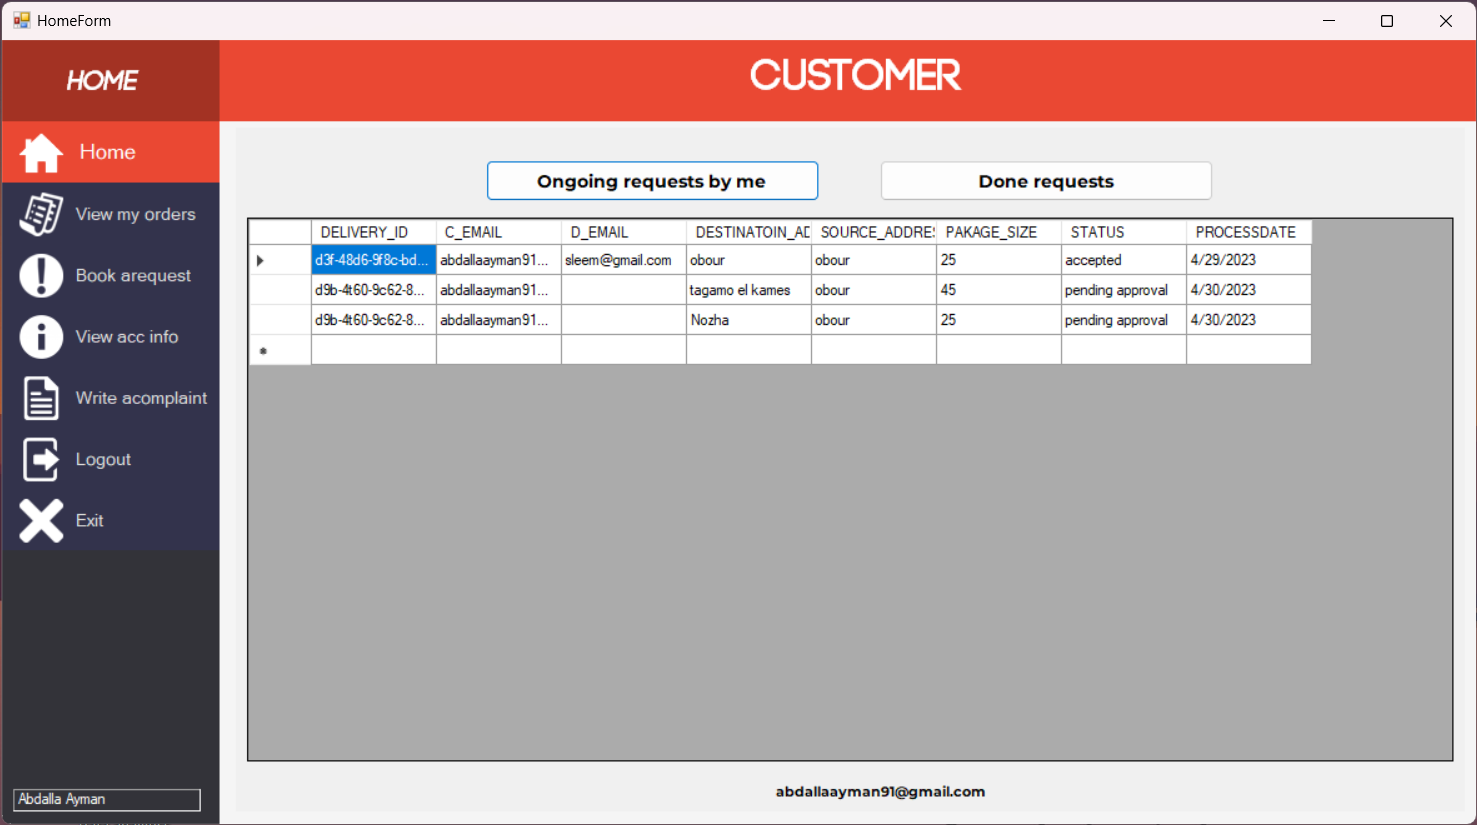 HomeForm
HOME
CUSTOMER
Home
View my orders
Book arequest
View acc info
Write acomplaint
Logout
Exit
Abdalla Ayman
Ongoing requests by me Done requests
DELIVERY_ID C_EMAIL D_EMAIL DESTINATOIN_AD SOURCE_ADDRES PAKAGE_SIZE STATUS PROCESSDATE
d3f-48d6-9f8c-bd... abdallaayman91... sleem@gmail.com obour obour 25 accepted 4/29/2023
d9b-4t60-9c62-8... abdallaayman91... tagamo el kames obour 45 pending approval 4/30/2023
d9b-4t60-9c62-8... abdallaayman91... Nozha obour 25 pending approval 4/30/2023
abdallaayman91@gmail.com